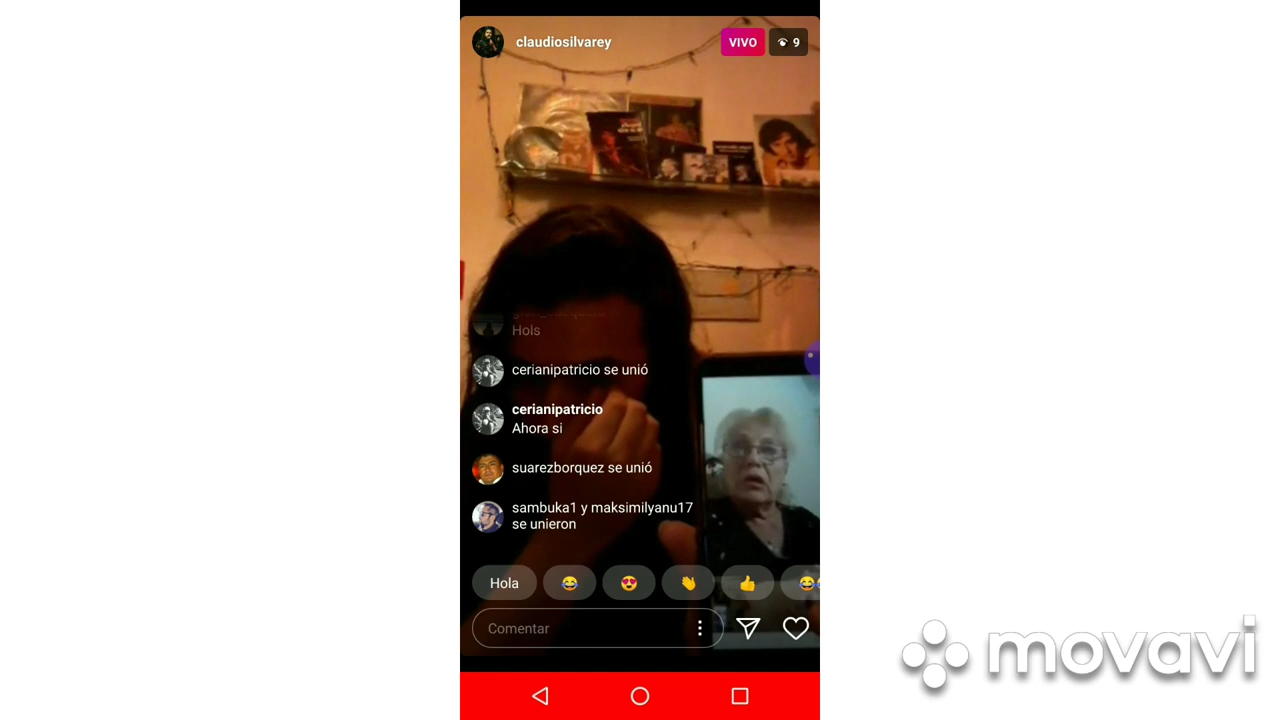 claudiosilvarey
VIVO
9
Hols
cerianipatricio se unió
cerianipatricio
Ahora si
suarezborquez se unió
sambuka1 y maksimilyanu17
se unieron
Hola
Comentar
movavi